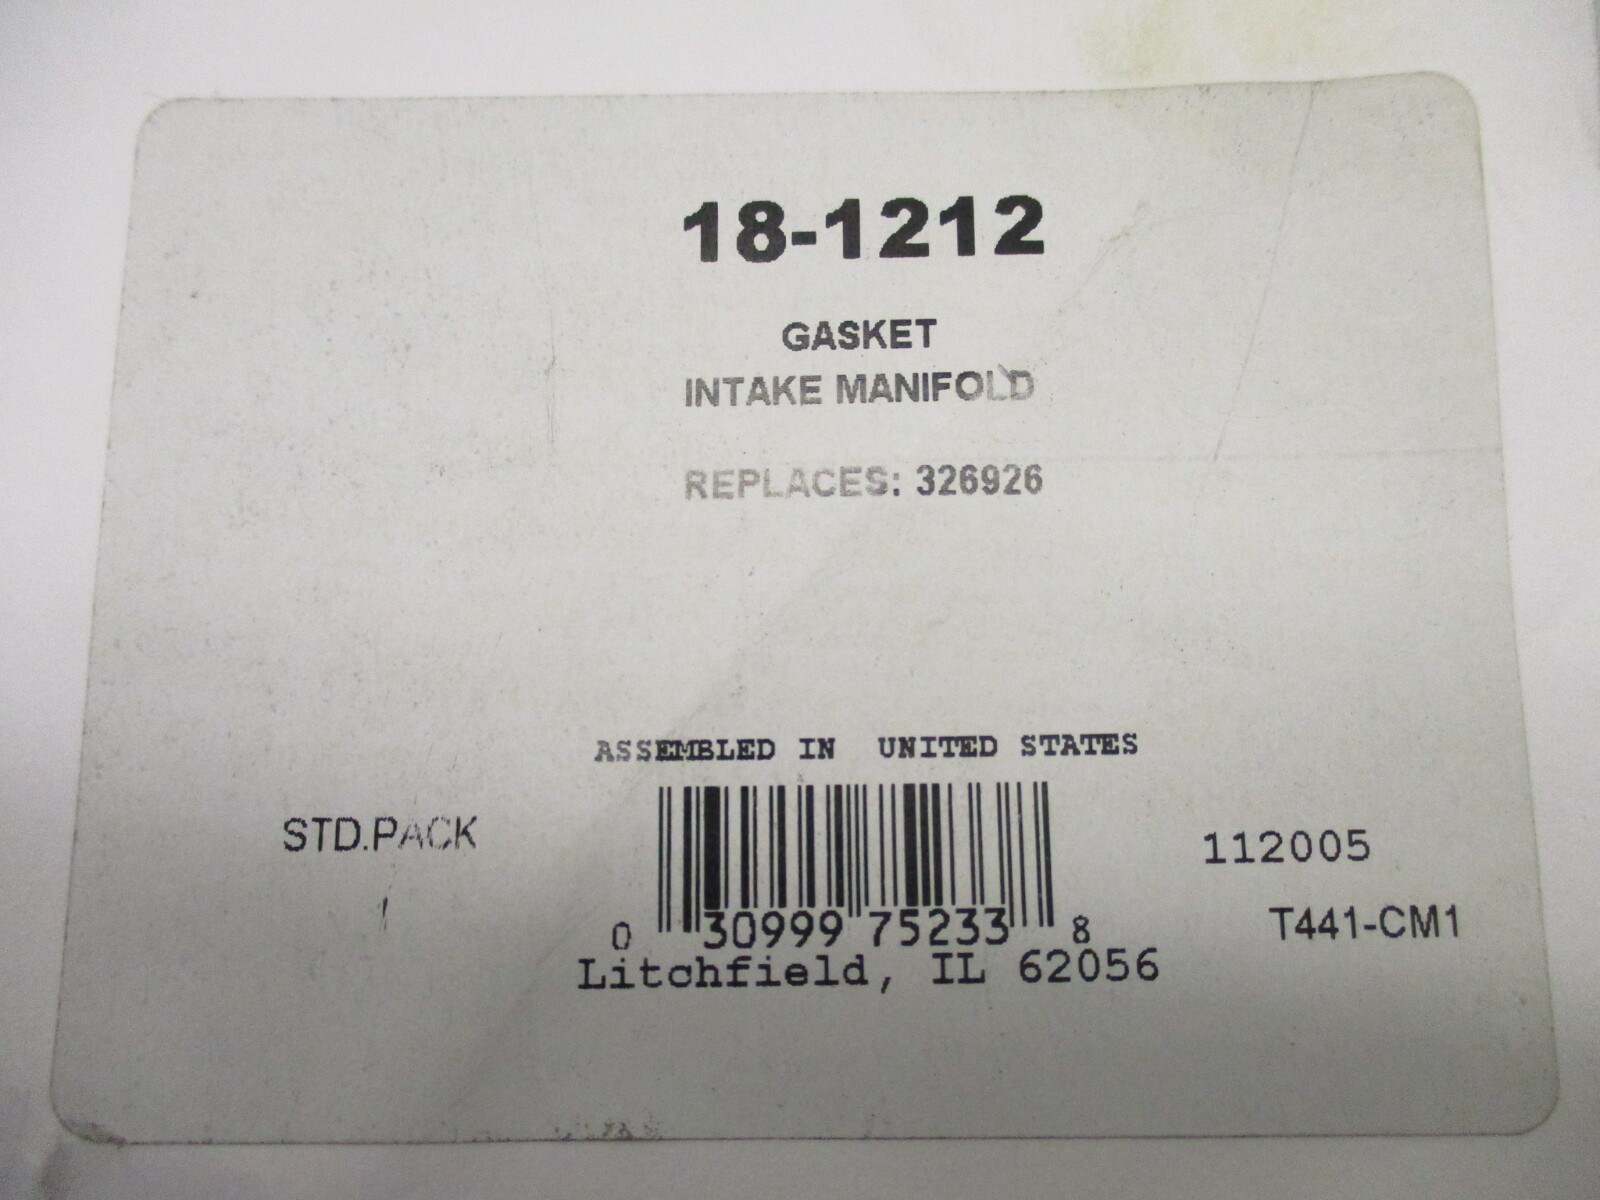 18-1212
GASKET
INTAKE MANIFOLD
REPLACES: 326926
ASSEMBLED IN UNITED STATES
STD.PACK
1
0 30999 75233 8
Litchfield, IL 62056
112005
T441-CM1